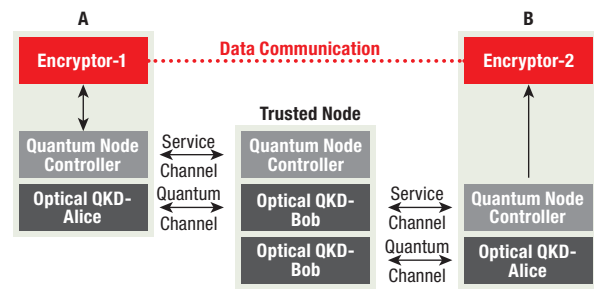 A
B
Encryptor-1
Data Communication
Encryptor-2
Trusted Node
Quantum Node
Controller
Service
Channel
Quantum Node
Controller
Optical QKD-
Alice
Quantum
Channel
Optical QKD-
Bob
Service
Channel
Quantum Node
Controller
Optical QKD-
Bob
Quantum
Channel
Optical QKD-
Alice